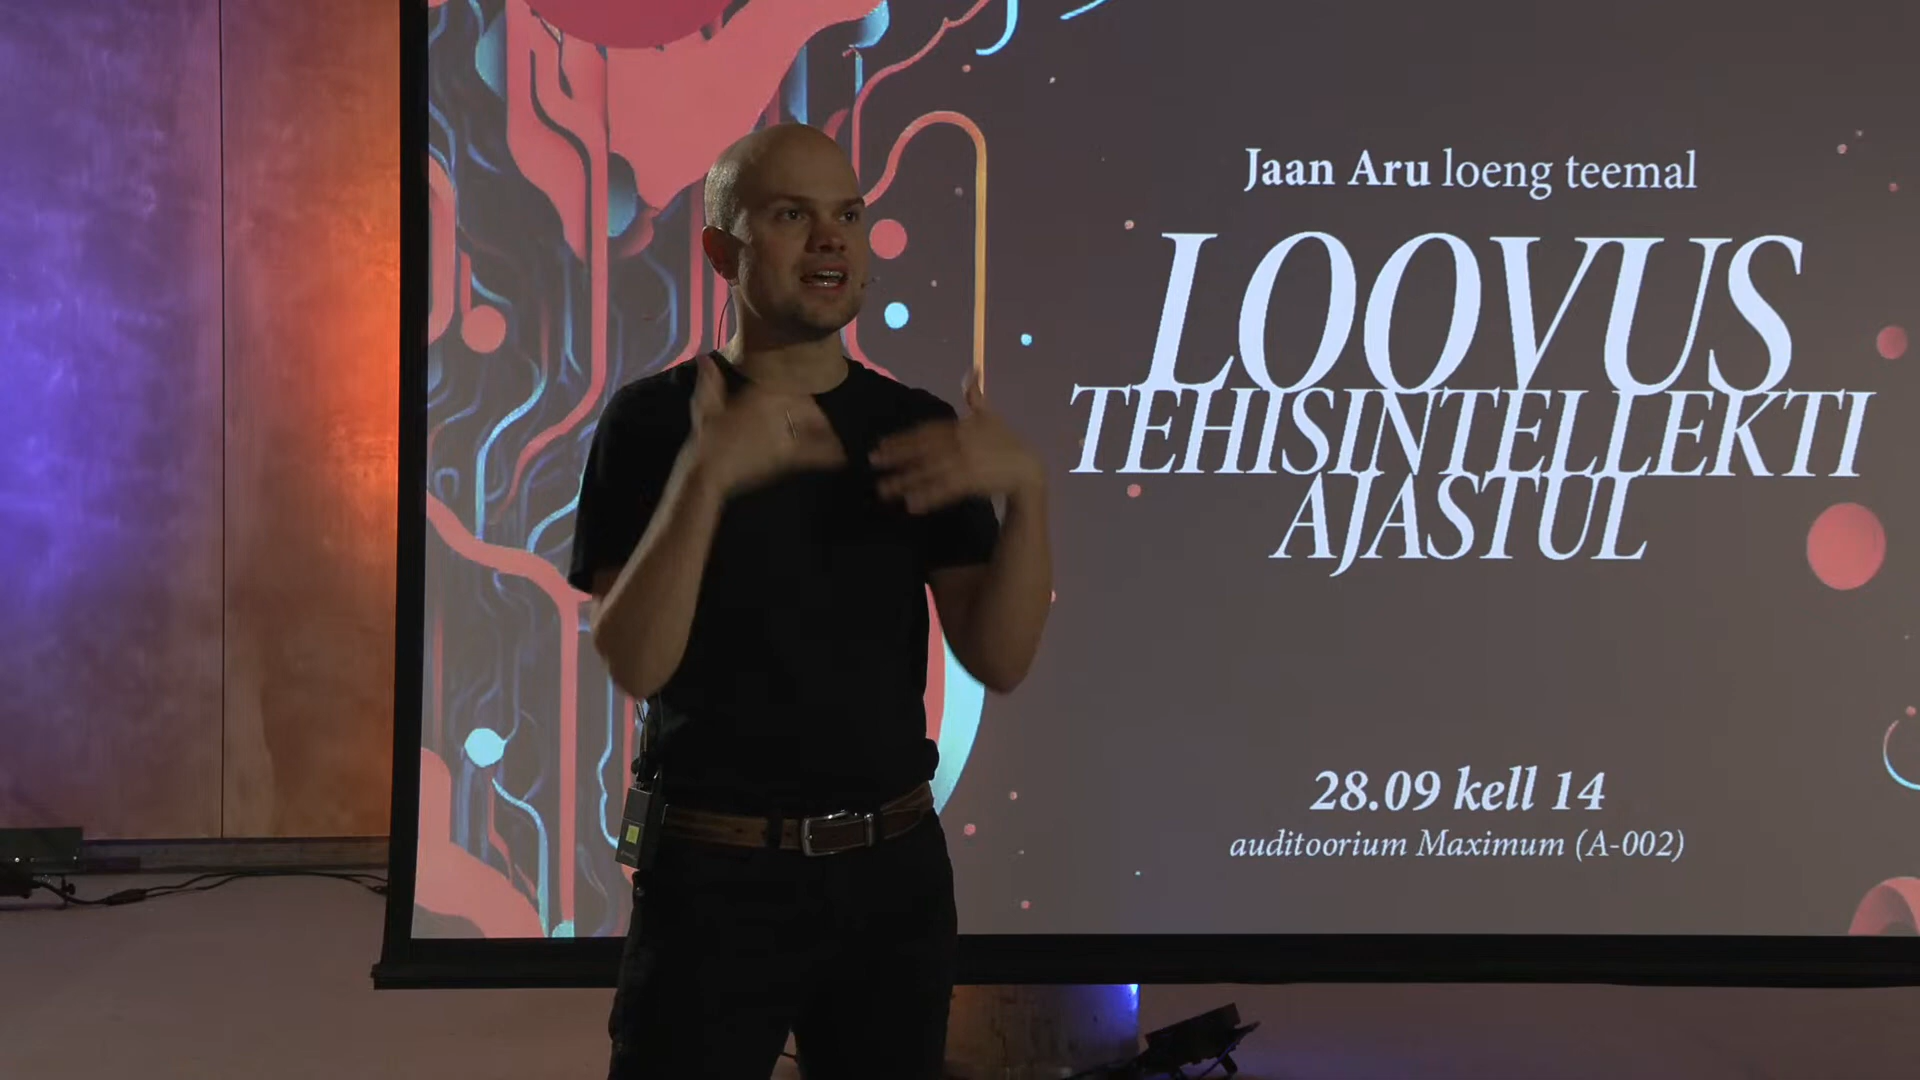 Jaan Aru loeng teemal
LOOVUS
TEHISINTELLEKTI
AJASTUL
28.09 kell 14
auditoorium Maximum (A-002)